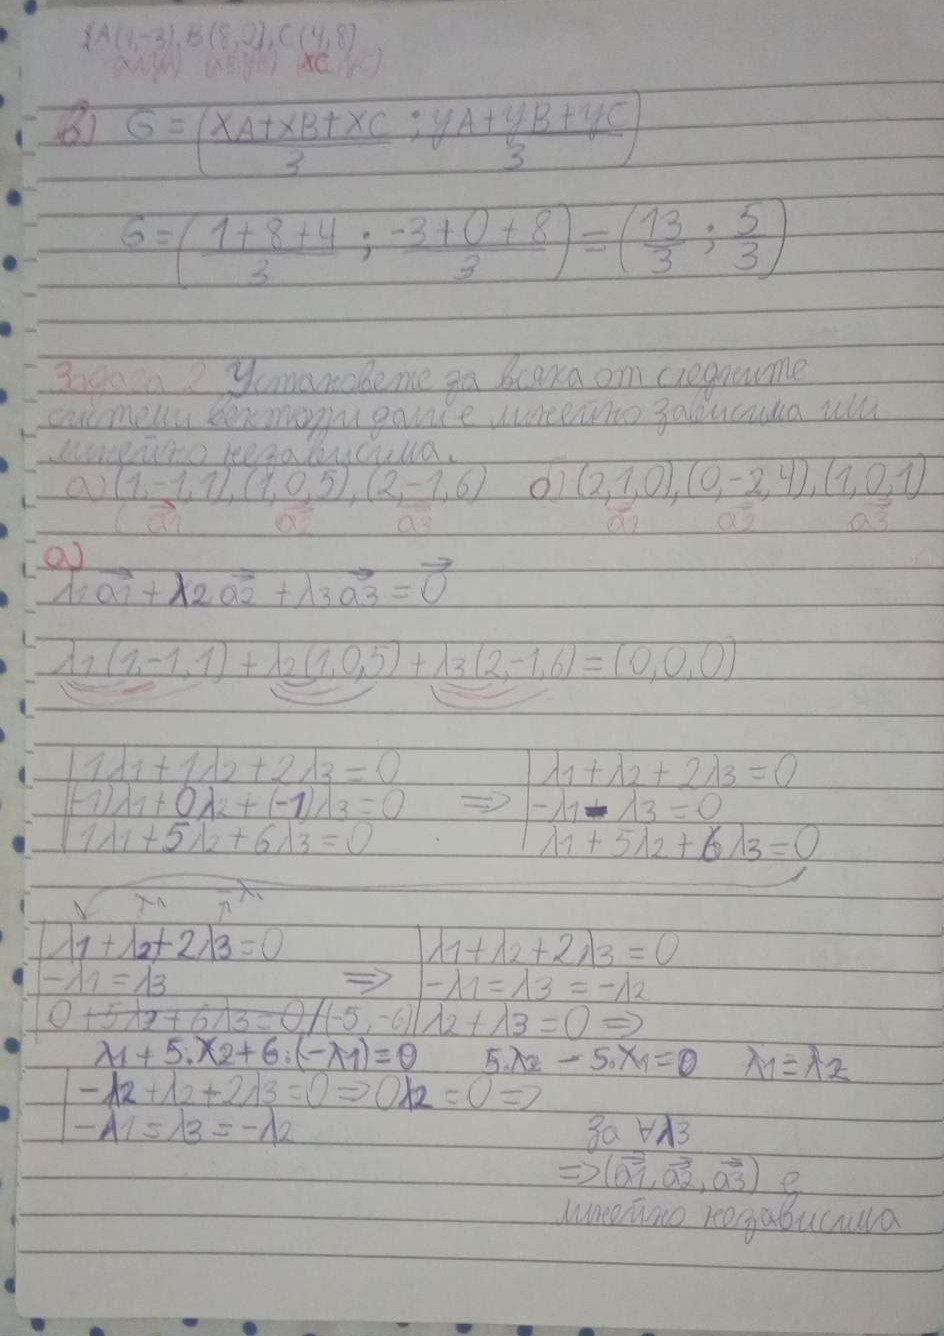 {A(1,-3), B(8,0), C(4,8)
(xA,yA) (xB,yB) (xC,yC)
в) G = (xA+xB+xC/3 ; yA+yB+yC/3)
G = (1+8+4/3 ; -3+0+8/3) = (13/3 ; 5/3)
Задача 2 Установете за всяка от следните
системи вектори дали е линейно зависима или
линейно независима.
а) (1,-1,1), (1,0,5), (2,-1,6) б) (2,1,0), (0,-2,4), (1,0,1)
a1 a2 a3 a1 a2 a3
а)
λ1a1 + λ2a2 + λ3a3 = 0
λ1(1,-1,1) + λ2(1,0,5) + λ3(2,-1,6) = (0,0,0)
| 1λ1+1λ2+2λ3=0 | λ1+λ2+2λ3=0
| (-1)λ1+0λ2+(-1)λ3=0 => | -λ1-λ3=0
| 1λ1+5λ2+6λ3=0 | λ1+5λ2+6λ3=0
λ1 -λ1
| λ1+λ2+2λ3=0 | λ1+λ2+2λ3=0
| -λ1=λ3 => | -λ1=λ3=-λ2
| 0+5λ2+6λ3=0/(-5,-6) | λ2+λ3=0 =>
λ1+5.λ2+6.(-λ1)=0 5.λ2-5.λ1=0 λ1=λ2
| -λ2+λ2+2λ3=0 => 0λ2=0 =>
| -λ1=λ3=-λ2 за ∀λ3
=> (a1, a2, a3) е
линейно независима